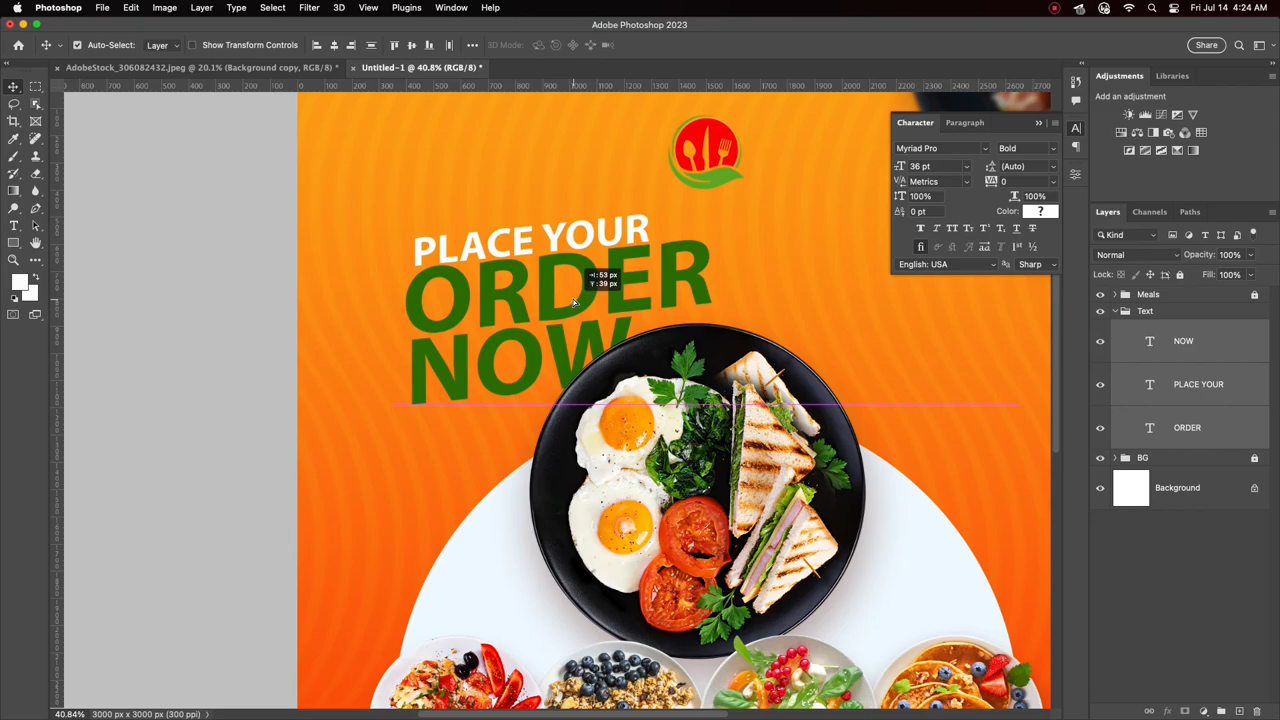 Photoshop File Edit Image Layer Type Select Filter 3D View Plugins Window Help Fri Jul 14 4:24 AM
Adobe Photoshop 2023
Auto-Select: Layer Show Transform Controls 3D Mode: Share
× AdobeStock_306082432.jpeg @ 20.1% (Background copy, RGB/8) * × Untitled-1 @ 40.8% (RGB/8) *
Adjustments Libraries
Add an adjustment
Character Paragraph
Myriad Pro Bold
36 pt (Auto)
Metrics 0
100% 100%
0 pt Color: ?
English: USA Sharp
Layers Channels Paths
Kind
Normal Opacity: 100%
Lock: Fill: 100%
Meals
Text
NOW
PLACE YOUR
ORDER
BG
Background
PLACE YOUR
ORDER
NOW
: 53 px
: 39 px
40.84% 3000 px x 3000 px (300 ppi)